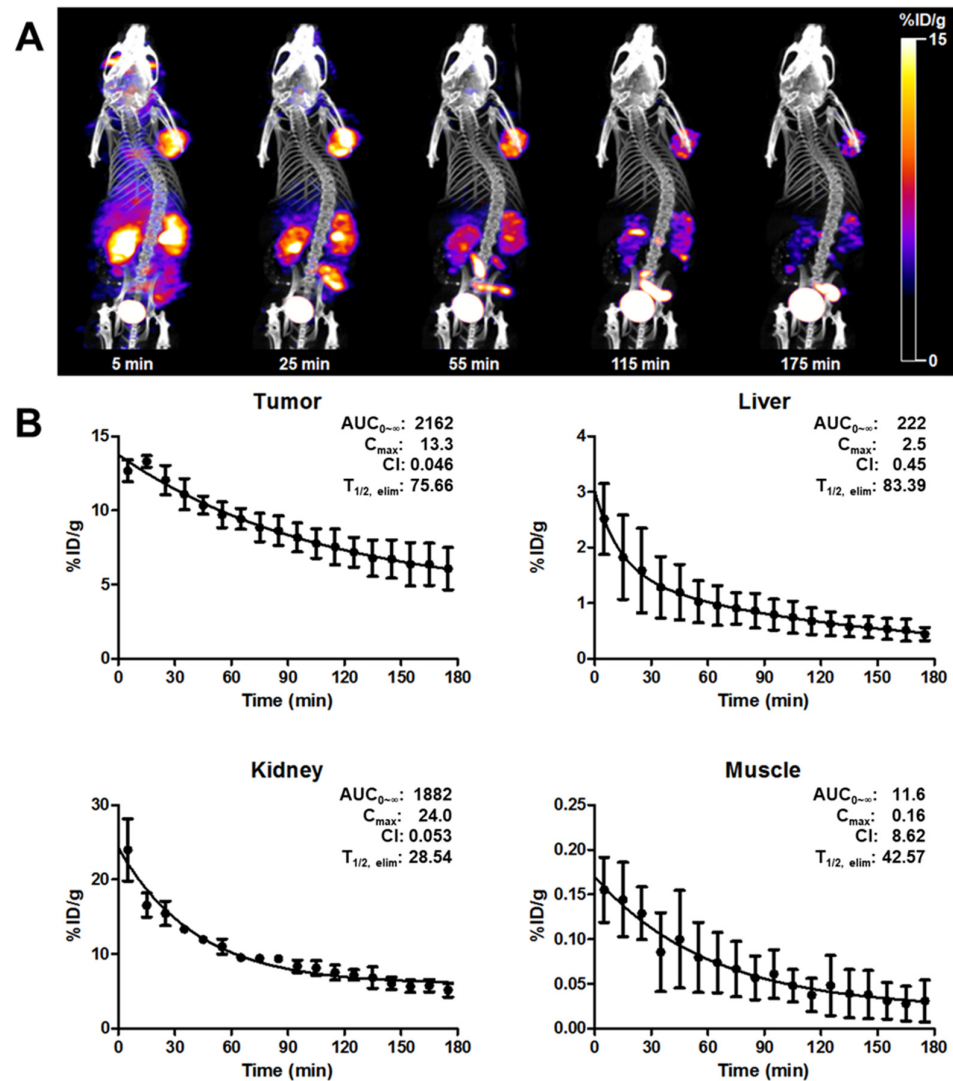 A
%ID/g
15
0
5 min
25 min
55 min
115 min
175 min
B
Tumor
AUC₀~∞: 2162
Cmax: 13.3
Cl: 0.046
T1/2, elim: 75.66
%ID/g
15
10
5
0
0 30 60 90 120 150 180
Time (min)
Liver
AUC₀~∞: 222
Cmax: 2.5
Cl: 0.45
T1/2, elim: 83.39
%ID/g
4
3
2
1
0
0 30 60 90 120 150 180
Time (min)
Kidney
AUC₀~∞: 1882
Cmax: 24.0
Cl: 0.053
T1/2, elim: 28.54
%ID/g
30
20
10
0
0 30 60 90 120 150 180
Time (min)
Muscle
AUC₀~∞: 11.6
Cmax: 0.16
Cl: 8.62
T1/2, elim: 42.57
%ID/g
0.25
0.20
0.15
0.10
0.05
0.00
0 30 60 90 120 150 180
Time (min)